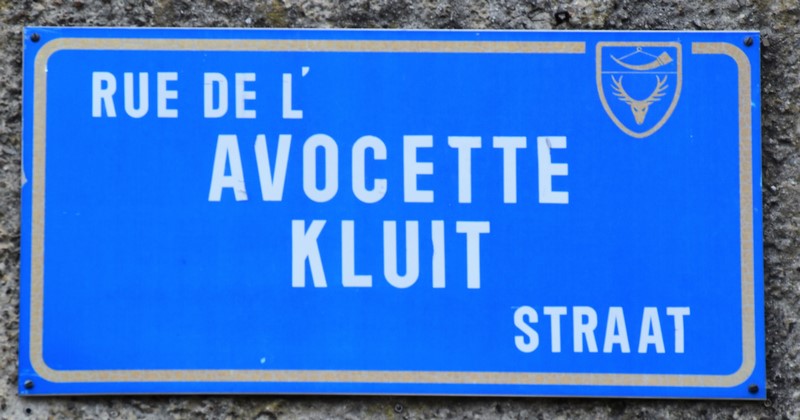 RUE DE L'
AVOCETTE
KLUIT
STRAAT